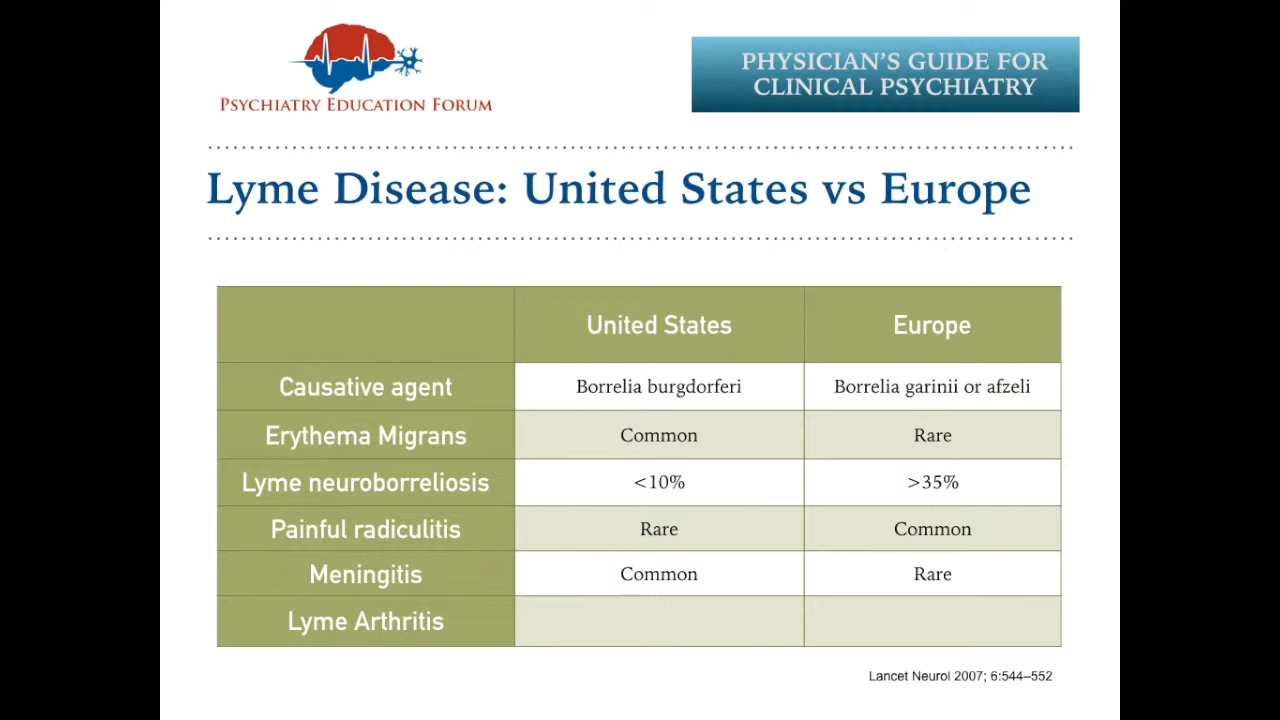 PSYCHIATRY EDUCATION FORUM
PHYSICIAN'S GUIDE FOR
CLINICAL PSYCHIATRY
Lyme Disease: United States vs Europe
United States Europe
Causative agent Borrelia burgdorferi Borrelia garinii or afzeli
Erythema Migrans Common Rare
Lyme neuroborreliosis <10% >35%
Painful radiculitis Rare Common
Meningitis Common Rare
Lyme Arthritis
Lancet Neurol 2007; 6:544–552